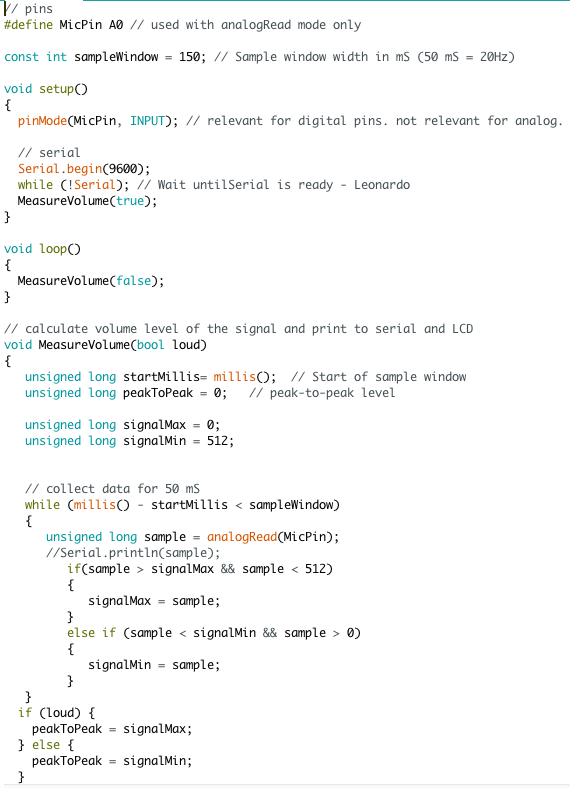 // pins
#define MicPin A0 // used with analogRead mode only
const int sampleWindow = 150; // Sample window width in mS (50 mS = 20Hz)
void setup()
{
  pinMode(MicPin, INPUT); // relevant for digital pins. not relevant for analog.
  // serial
  Serial.begin(9600);
  while (!Serial); // Wait untilSerial is ready - Leonardo
  MeasureVolume(true);
}
void loop()
{
  MeasureVolume(false);
}
// calculate volume level of the signal and print to serial and LCD
void MeasureVolume(bool loud)
{
   unsigned long startMillis= millis();  // Start of sample window
   unsigned long peakToPeak = 0;   // peak-to-peak level
   unsigned long signalMax = 0;
   unsigned long signalMin = 512;
   // collect data for 50 mS
   while (millis() - startMillis < sampleWindow)
   {
      unsigned long sample = analogRead(MicPin);
      //Serial.println(sample);
         if(sample > signalMax && sample < 512)
         {
            signalMax = sample;
         }
         else if (sample < signalMin && sample > 0)
         {
            signalMin = sample;
         }
   }
  if (loud) {
    peakToPeak = signalMax;
  } else {
    peakToPeak = signalMin;
  }